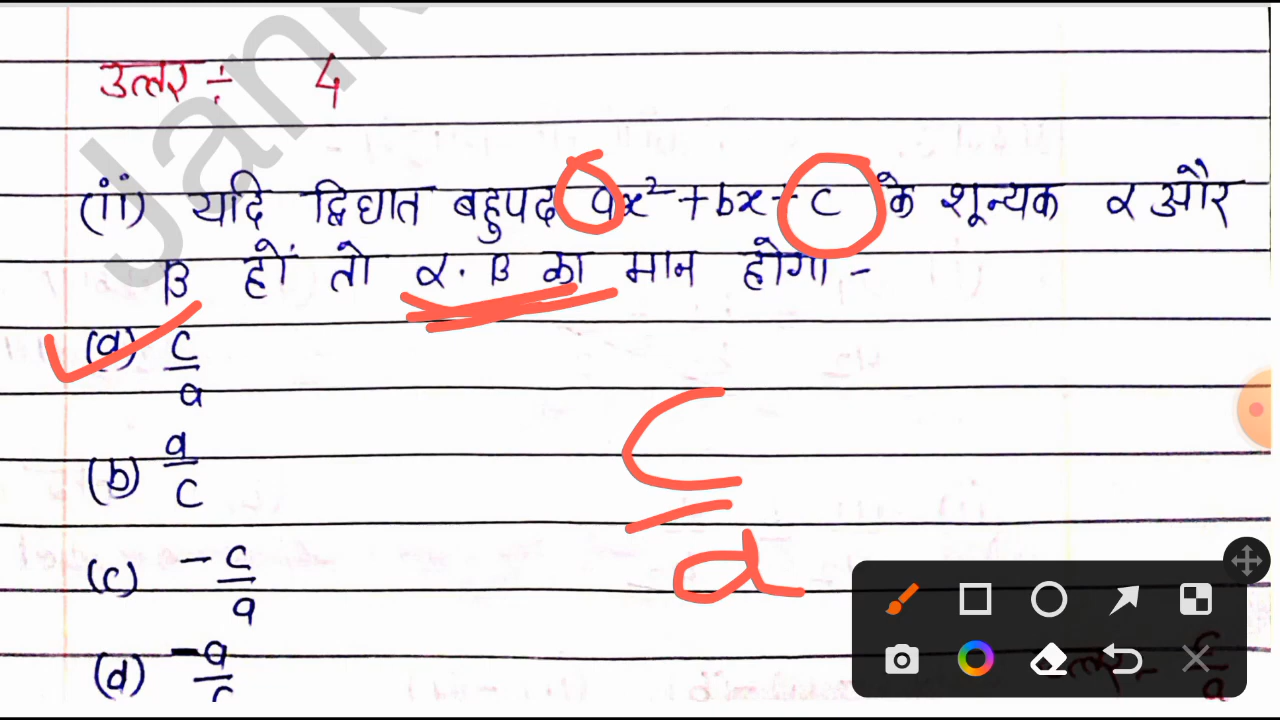 उत्तर ÷ 4
(ii) यदि द्विघात बहुपद ax² + bx + c के शून्यक α और
β हों तो α · β का मान होगा -
(a) c/a
(b) a/c
(c) -c/a
(d) -a/c
c/a